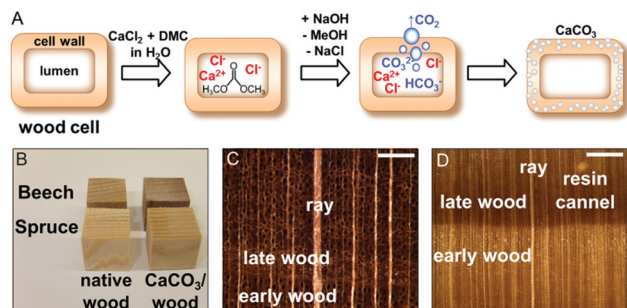 A
cell wall
lumen
wood cell
CaCl2 + DMC
in H2O
Ca2+
Cl-
Cl-
O
H3CO
OCH3
+ NaOH
- MeOH
- NaCl
↑CO2
CO32-
Cl-
Ca2+
Cl-
HCO3-
CaCO3
B
Beech
Spruce
native
wood
CaCO3/
wood
C
ray
late wood
early wood
D
ray
resin
cannel
late wood
early wood